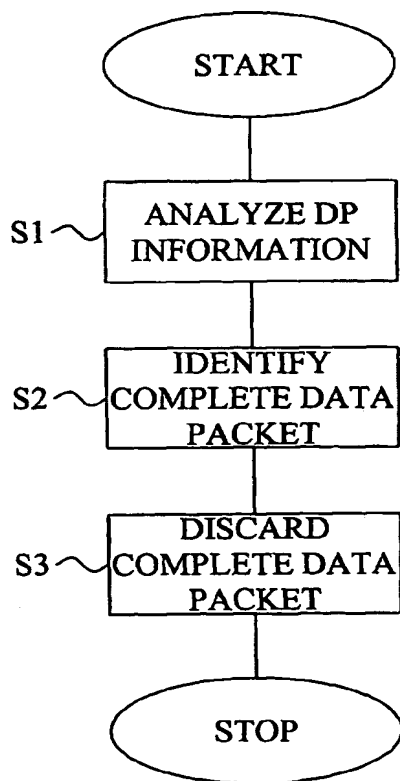 START
S1
ANALYZE DP
INFORMATION
S2
IDENTIFY
COMPLETE DATA
PACKET
S3
DISCARD
COMPLETE DATA
PACKET
STOP